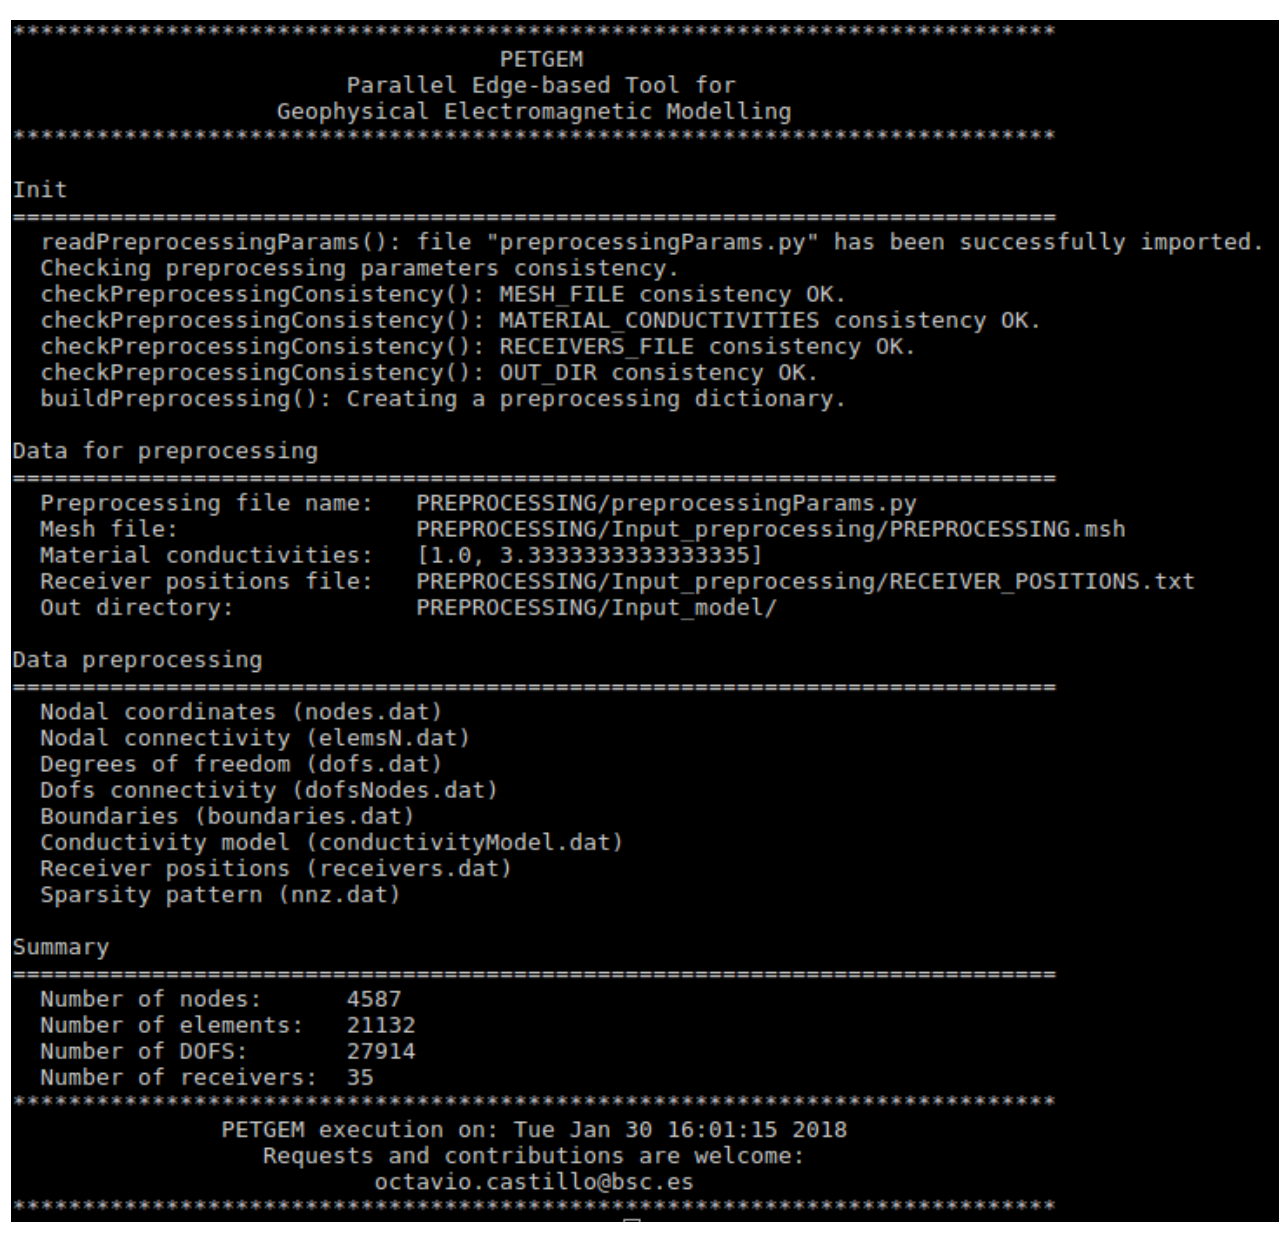 ***************************************************************************
PETGEM
Parallel Edge-based Tool for
Geophysical Electromagnetic Modelling
***************************************************************************
Init
===========================================================================
readPreprocessingParams(): file "preprocessingParams.py" has been successfully imported.
Checking preprocessing parameters consistency.
checkPreprocessingConsistency(): MESH_FILE consistency OK.
checkPreprocessingConsistency(): MATERIAL_CONDUCTIVITIES consistency OK.
checkPreprocessingConsistency(): RECEIVERS_FILE consistency OK.
checkPreprocessingConsistency(): OUT_DIR consistency OK.
buildPreprocessing(): Creating a preprocessing dictionary.
Data for preprocessing
===========================================================================
Preprocessing file name: PREPROCESSING/preprocessingParams.py
Mesh file: PREPROCESSING/Input_preprocessing/PREPROCESSING.msh
Material conductivities: [1.0, 3.3333333333333335]
Receiver positions file: PREPROCESSING/Input_preprocessing/RECEIVER_POSITIONS.txt
Out directory: PREPROCESSING/Input_model/
Data preprocessing
===========================================================================
Nodal coordinates (nodes.dat)
Nodal connectivity (elemsN.dat)
Degrees of freedom (dofs.dat)
Dofs connectivity (dofsNodes.dat)
Boundaries (boundaries.dat)
Conductivity model (conductivityModel.dat)
Receiver positions (receivers.dat)
Sparsity pattern (nnz.dat)
Summary
===========================================================================
Number of nodes: 4587
Number of elements: 21132
Number of DOFS: 27914
Number of receivers: 35
***************************************************************************
PETGEM execution on: Tue Jan 30 16:01:15 2018
Requests and contributions are welcome:
octavio.castillo@bsc.es
***************************************************************************